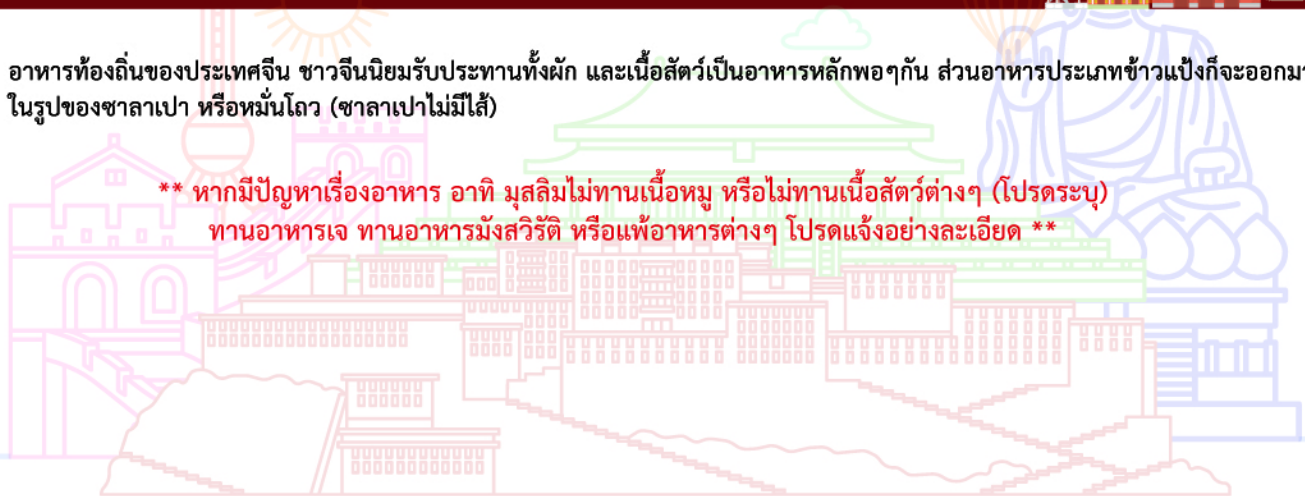 อาหารท้องถิ่นของประเทศจีน ชาวจีนนิยมรับประทานทั้งผัก และเนื้อสัตว์เป็นอาหารหลักพอๆกัน ส่วนอาหารประเภทข้าวแป้งก็จะออกมา
ในรูปของซาลาเปา หรือหมั่นโถว (ซาลาเปาไม่มีไส้)
** หากมีปัญหาเรื่องอาหาร อาทิ มุสลิมไม่ทานเนื้อหมู หรือไม่ทานเนื้อสัตว์ต่างๆ (โปรดระบุ)
ทานอาหารเจ ทานอาหารมังสวิรัติ หรือแพ้อาหารต่างๆ โปรดแจ้งอย่างละเอียด **